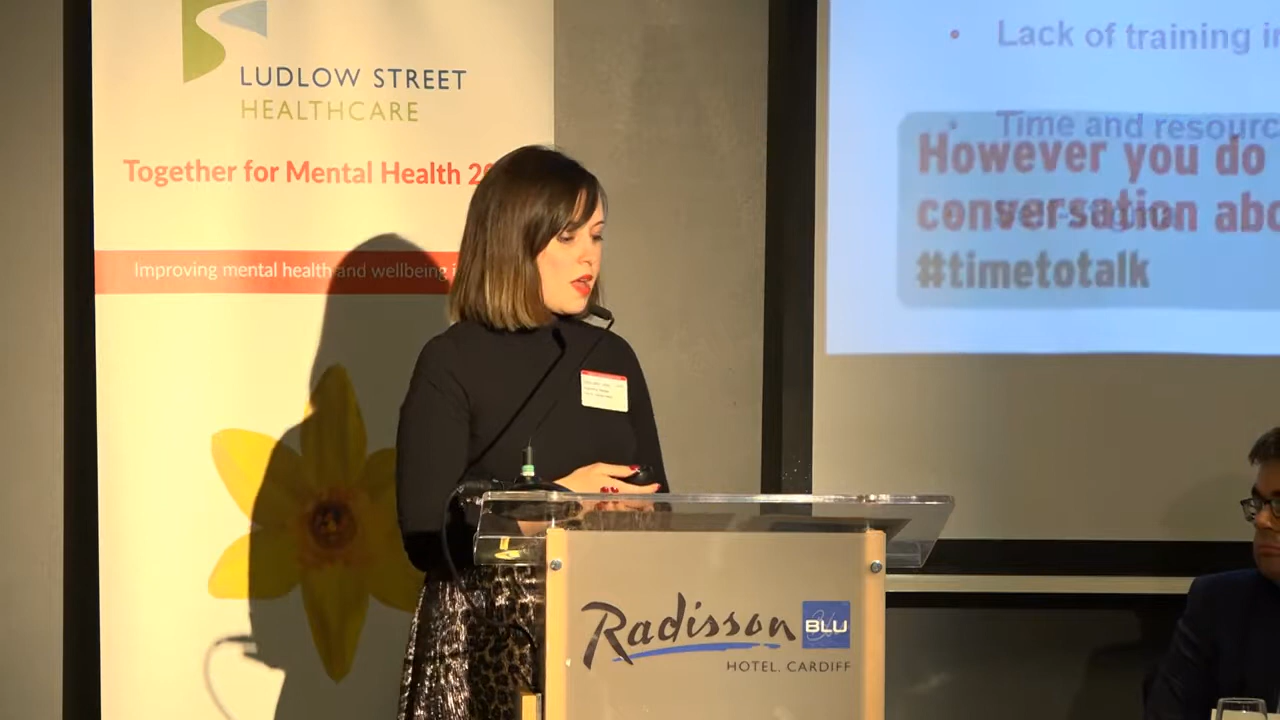 LUDLOW STREET
HEALTHCARE
Together for Mental Health
Improving mental health and wellbeing
Lack of training
Time and resourc
However you do
conversation abo
#timetotalk
Radisson
BLU
HOTEL, CARDIFF